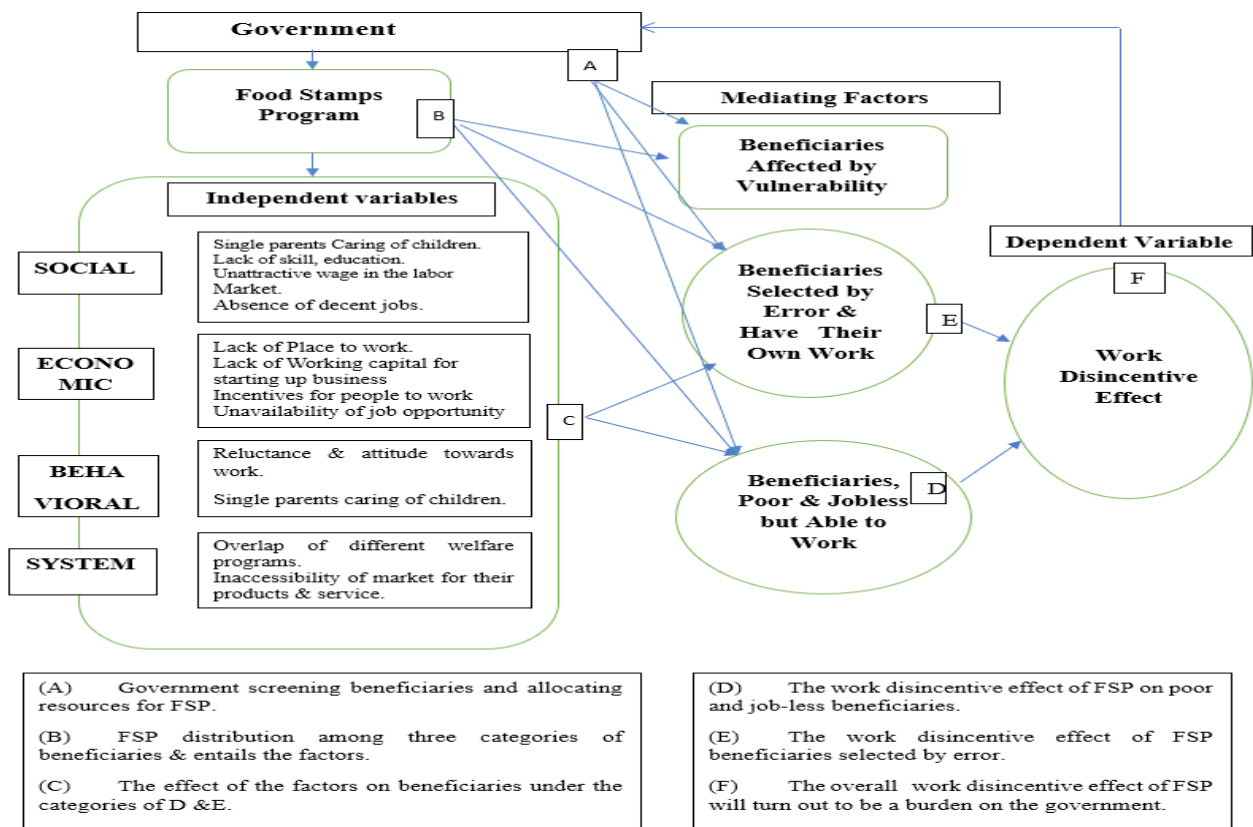 Government
A
Food Stamps
Program
B
Mediating Factors
Beneficiaries
Affected by
Vulnerability
Independent variables
SOCIAL
Single parents Caring of children.
Lack of skill, education.
Unattractive wage in the labor
Market.
Absence of decent jobs.
ECONO
MIC
Lack of Place to work.
Lack of Working capital for
starting up business
Incentives for people to work
Unavailability of job opportunity
C
BEHA
VIORAL
Reluctance & attitude towards
work.
Single parents caring of children.
SYSTEM
Overlap of different welfare
programs.
Inaccessibility of market for their
products & service.
Beneficiaries
Selected by
Error &
Have Their
Own Work
E
Beneficiaries,
Poor & Jobless
but Able to
Work
D
Dependent Variable
F
Work
Disincentive
Effect
(A) Government screening beneficiaries and allocating
resources for FSP.
(B) FSP distribution among three categories of
beneficiaries & entails the factors.
(C) The effect of the factors on beneficiaries under the
categories of D &E.
(D) The work disincentive effect of FSP on poor
and job-less beneficiaries.
(E) The work disincentive effect of FSP
beneficiaries selected by error.
(F) The overall work disincentive effect of FSP
will turn out to be a burden on the government.